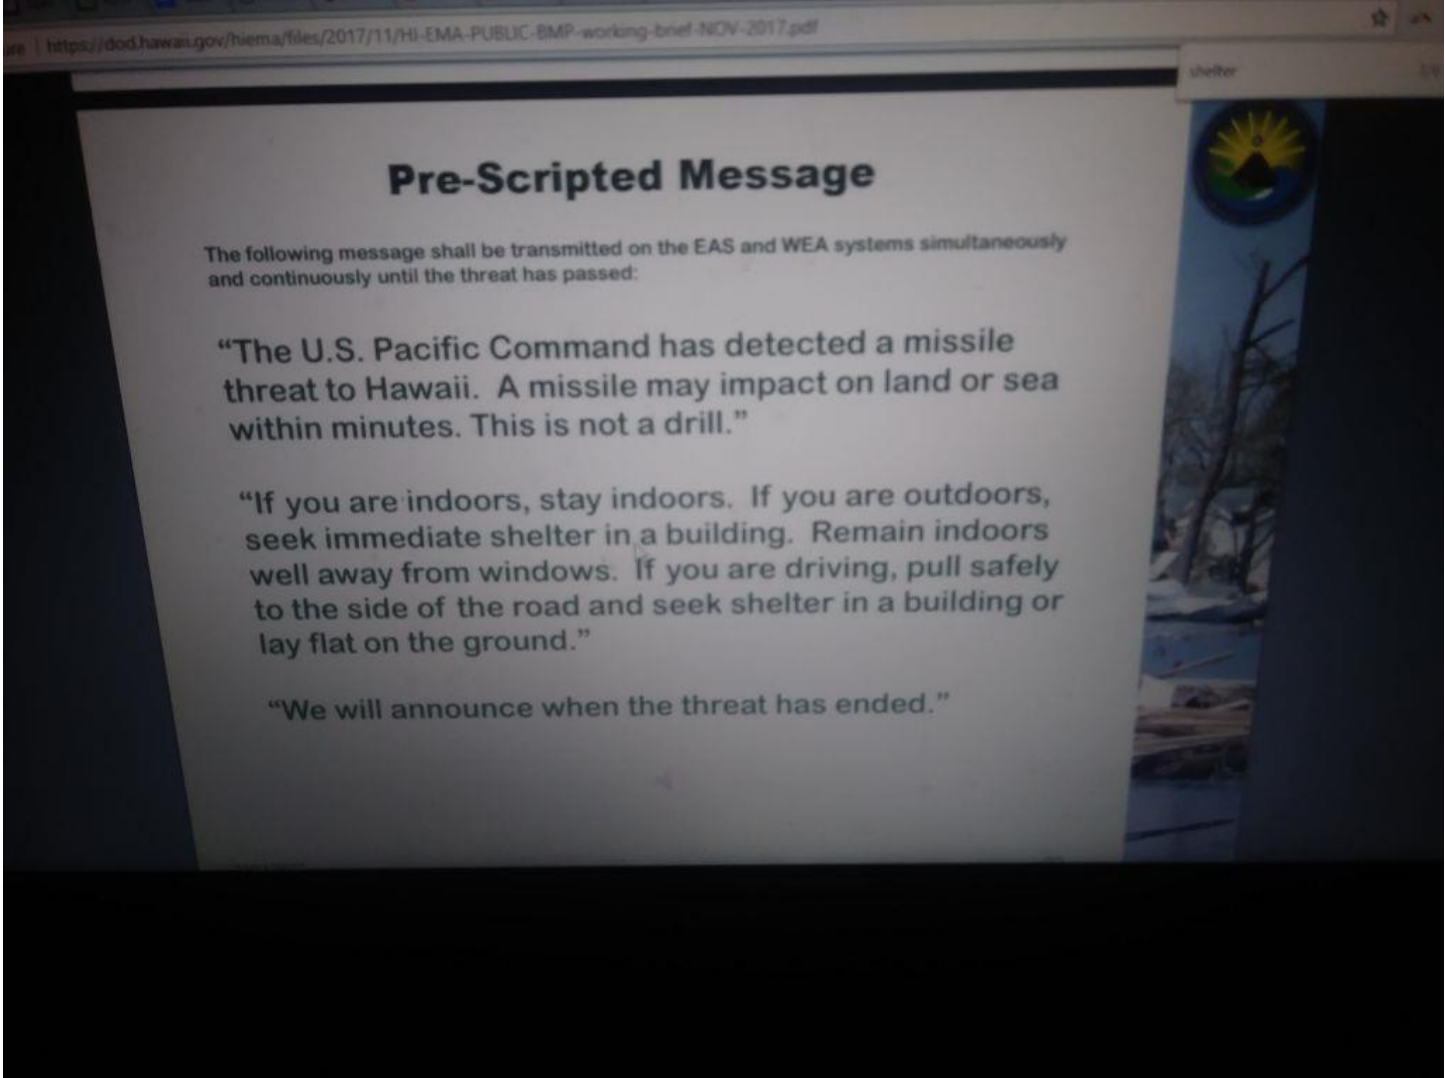 https://dod.hawaii.gov/hiema/files/2017/11/HI-EMA-PUBLIC-BMP-working-brief-NOV-2017.pdf
shelter
Pre-Scripted Message
The following message shall be transmitted on the EAS and WEA systems simultaneously
and continuously until the threat has passed:
“The U.S. Pacific Command has detected a missile
threat to Hawaii.  A missile may impact on land or sea
within minutes. This is not a drill.”
“If you are indoors, stay indoors.  If you are outdoors,
seek immediate shelter in a building.  Remain indoors
well away from windows.  If you are driving, pull safely
to the side of the road and seek shelter in a building or
lay flat on the ground.”
“We will announce when the threat has ended.”